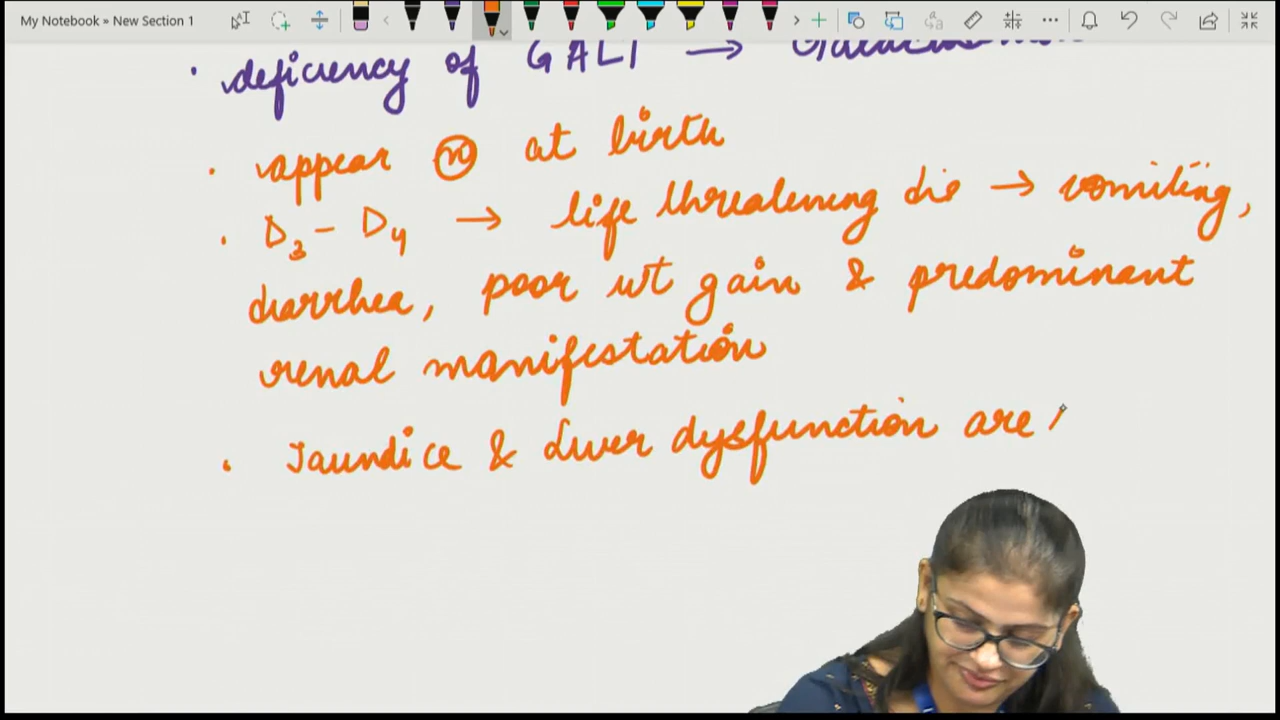 My Notebook » New Section 1
· deficiency of GALT →
· appear (n) at birth
· D3 – D4 → life threatening die → vomiting,
diarrhea, poor wt gain & predominant
renal manifestation
· Jaundice & Liver dysfunction are